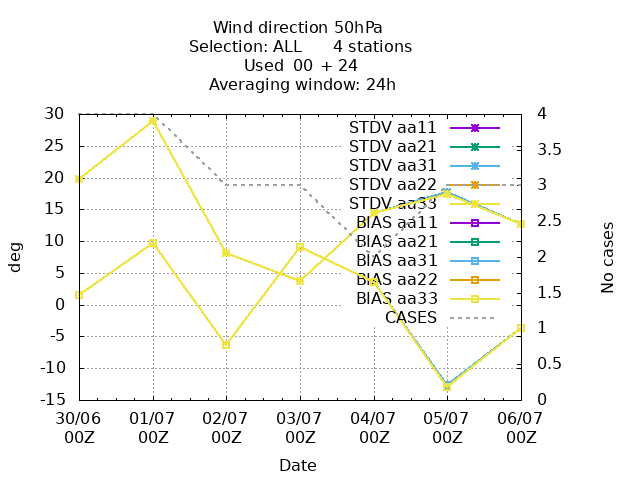 Wind direction 50hPa
Selection: ALL 4 stations
Used 00 + 24
Averaging window: 24h
30
25
20
15
10
5
0
-5
-10
-15
deg
4
3.5
3
2.5
2
1.5
1
0.5
0
No cases
STDV aa11
STDV aa21
STDV aa31
STDV aa22
STDV aa33
BIAS aa11
BIAS aa21
BIAS aa31
BIAS aa22
BIAS aa33
CASES
30/06 01/07 02/07 03/07 04/07 05/07 06/07
00Z 00Z 00Z 00Z 00Z 00Z 00Z
Date